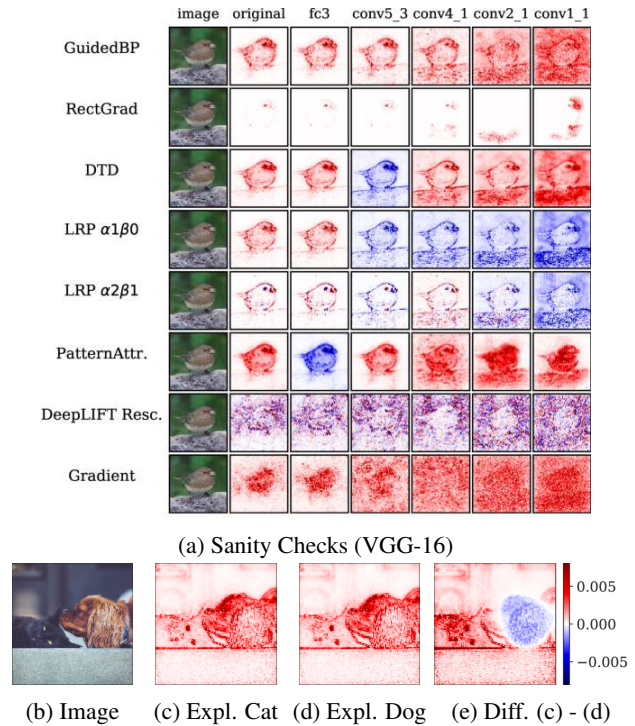 image original fc3 conv5_3 conv4_1 conv2_1 conv1_1
GuidedBP
RectGrad
DTD
LRP α1β0
LRP α2β1
PatternAttr.
DeepLIFT Resc.
Gradient
(a) Sanity Checks (VGG-16)
0.005
0.000
−0.005
(b) Image (c) Expl. Cat (d) Expl. Dog (e) Diff. (c) - (d)